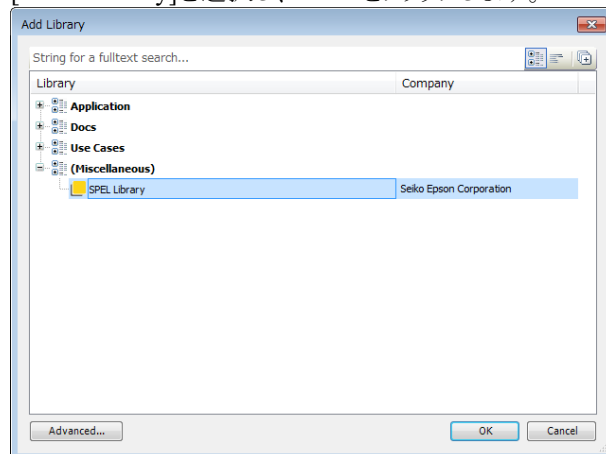 Add Library
String for a fulltext search...
Library Company
Application
Docs
Use Cases
(Miscellaneous)
SPEL Library Seiko Epson Corporation
Advanced... OK Cancel